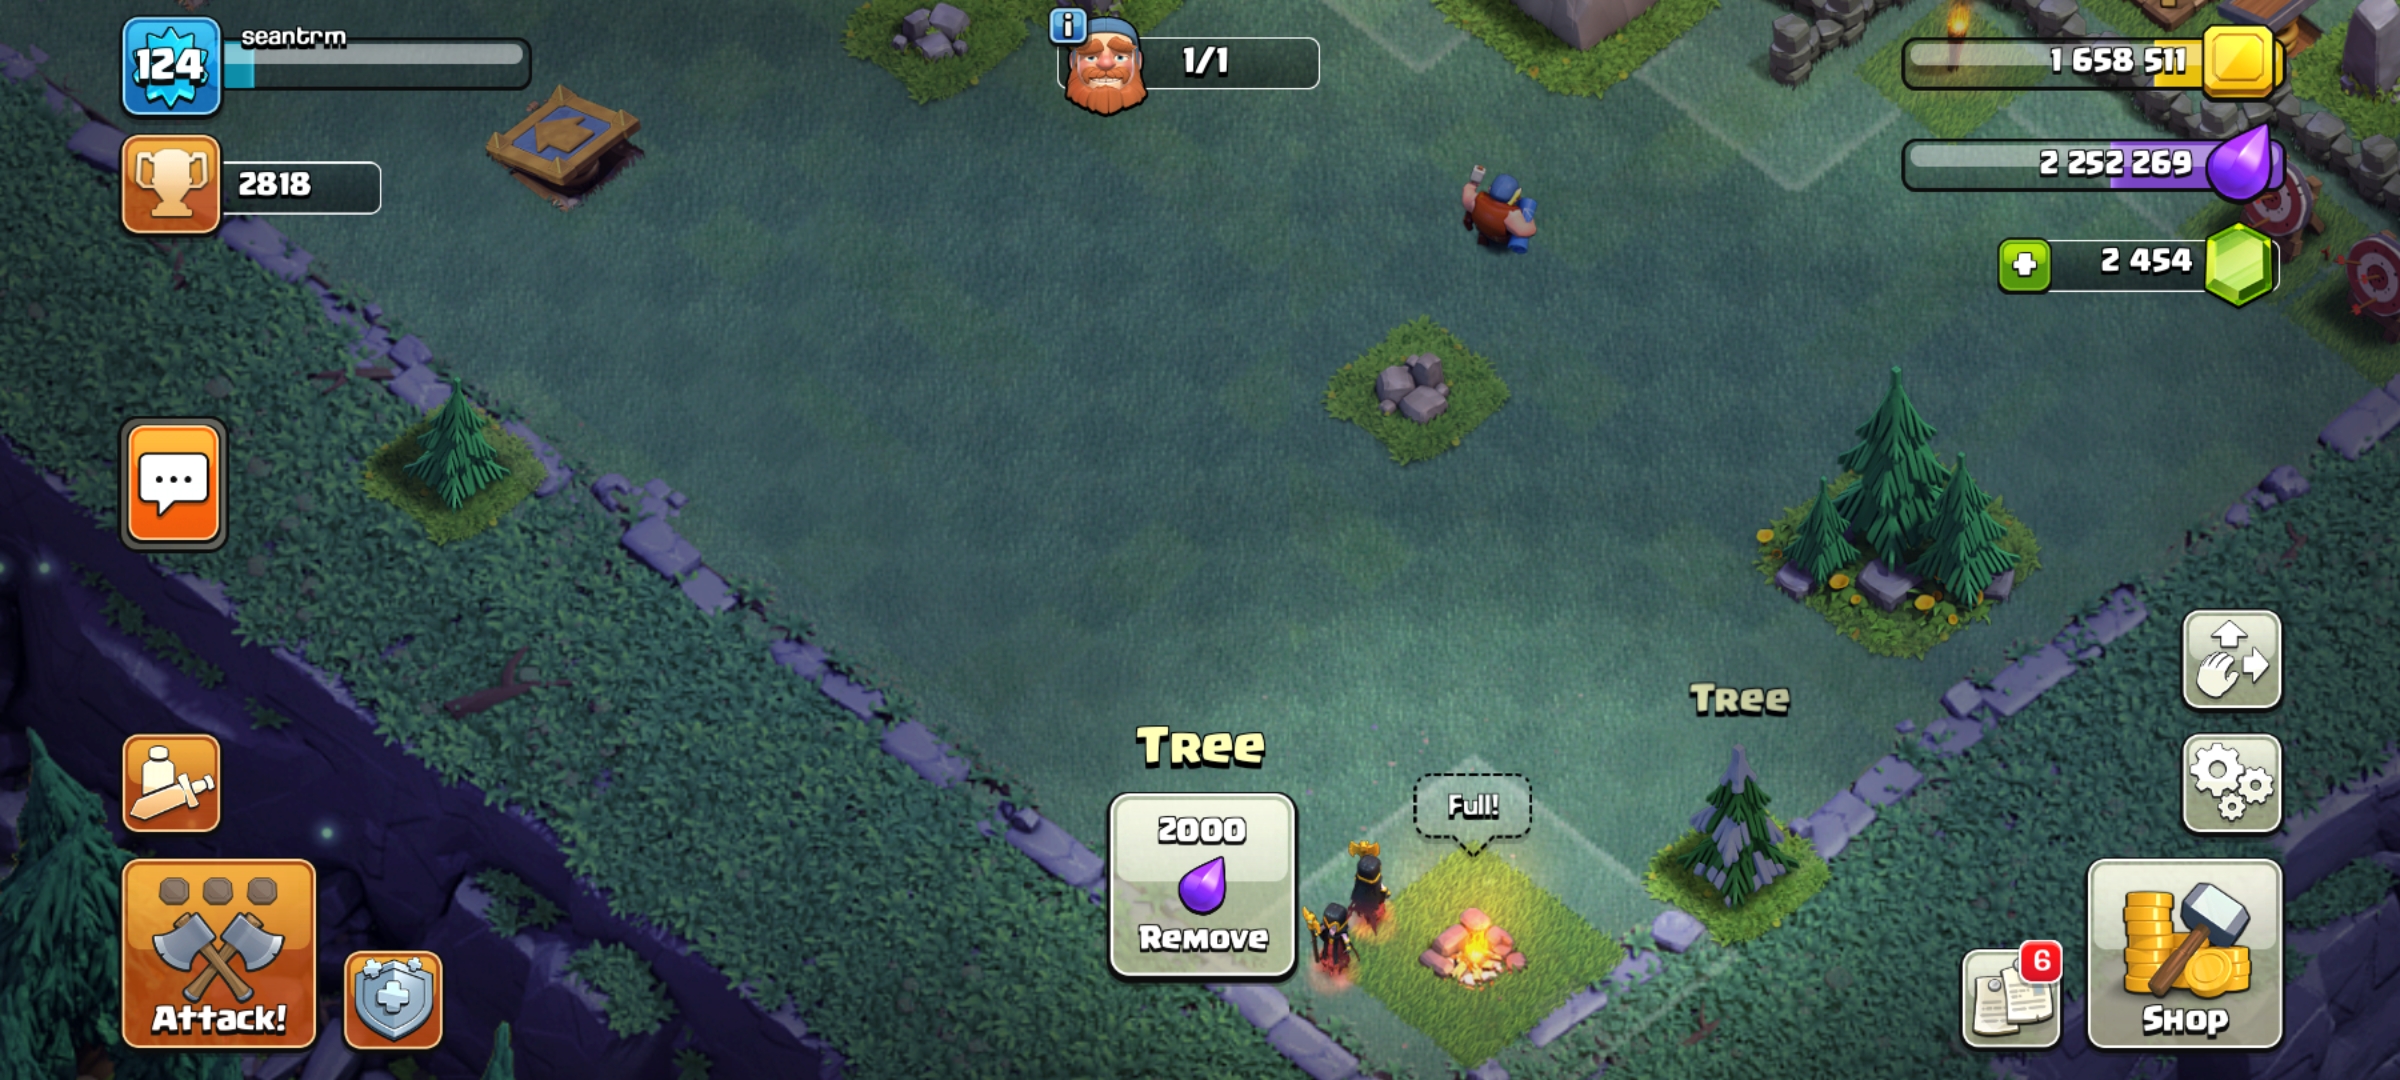 124
seantrm
1/1
1 658 511
2818
2 252 269
2 454
Tree
Tree
Full!
2000
Remove
Attack!
6
Shop